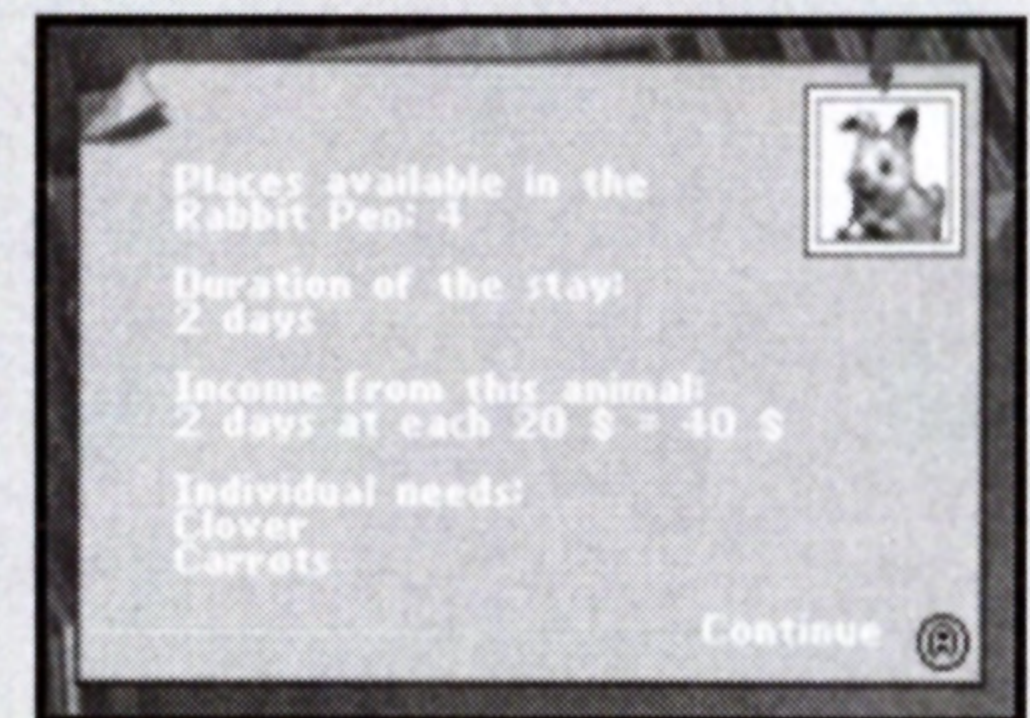 Places available in the
Rabbit Pen: 4
Duration of the stay:
2 days
Income from this animal:
2 days at each 20 $ = 40 $
Individual needs:
Clover
Carrots
Continue
A